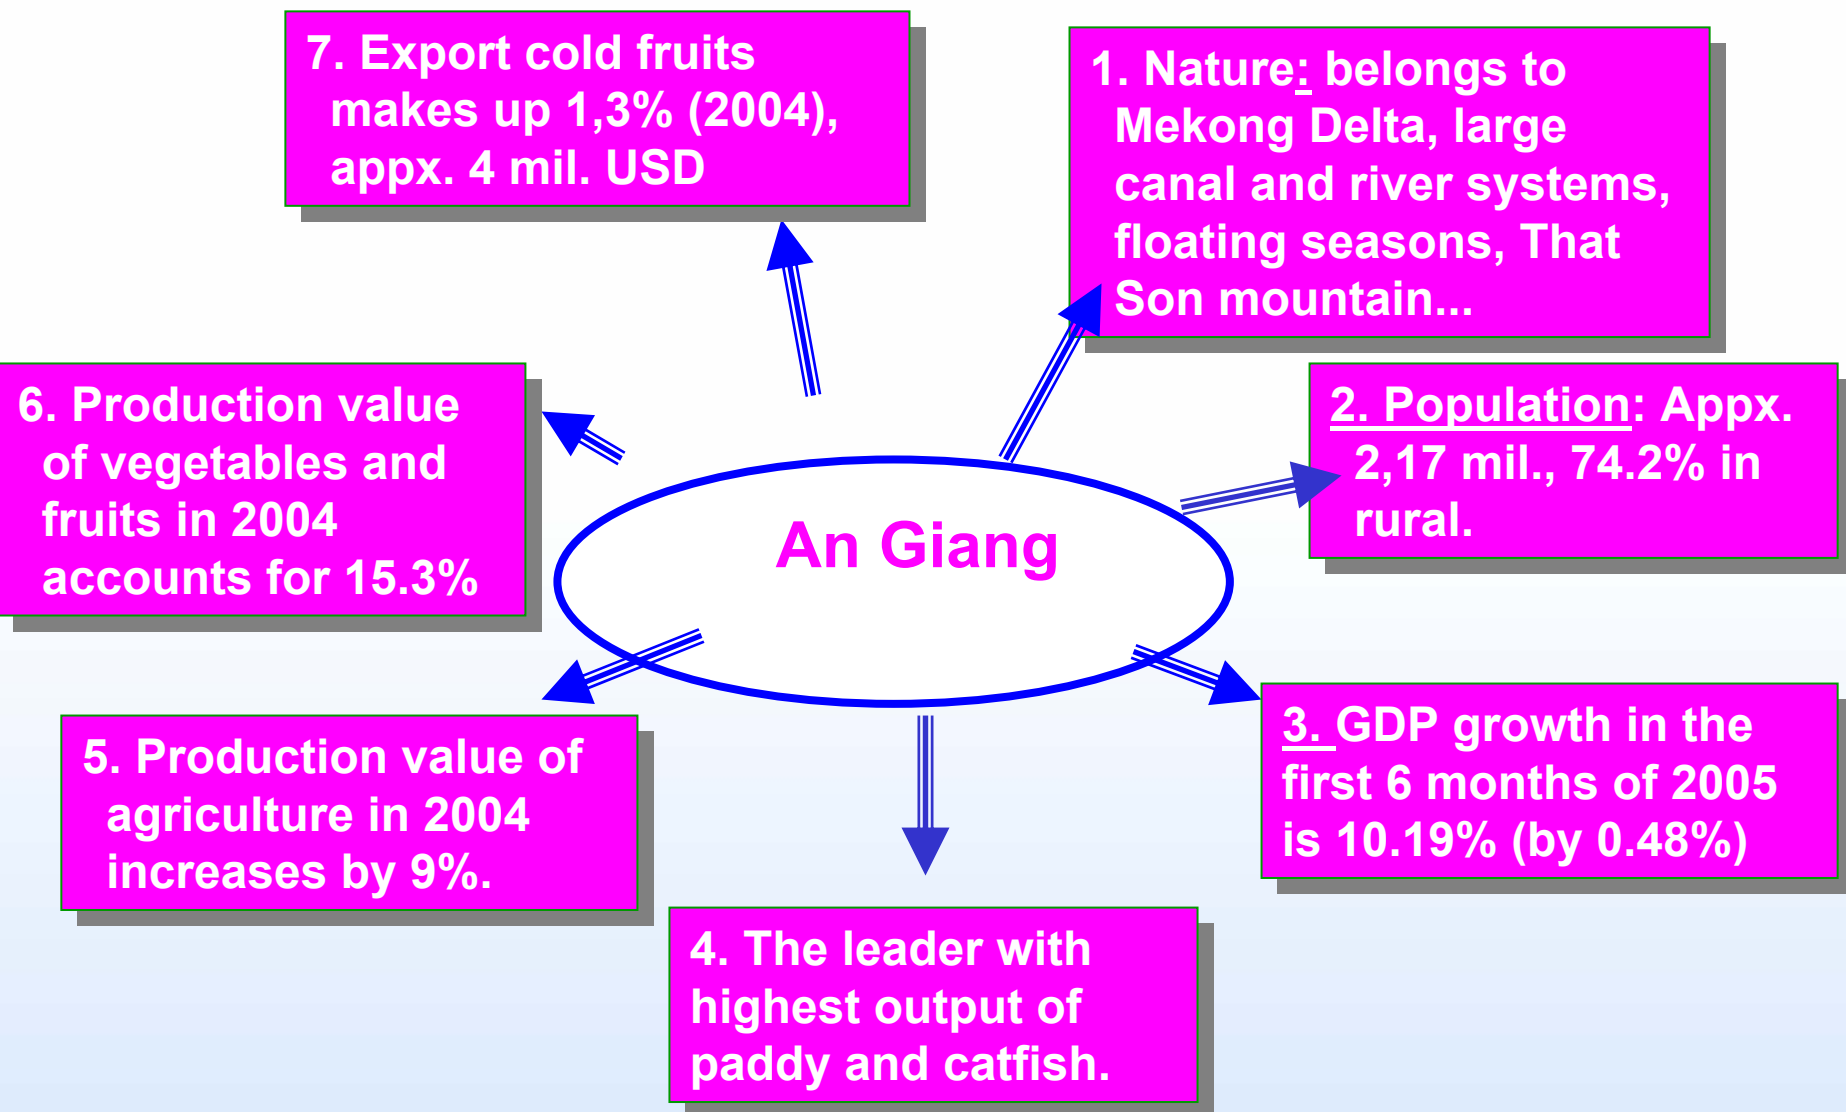 7. Export cold fruits
makes up 1,3% (2004),
appx. 4 mil. USD
1. Nature: belongs to
Mekong Delta, large
canal and river systems,
floating seasons, That
Son mountain...
6. Production value
of vegetables and
fruits in 2004
accounts for 15.3%
2. Population: Appx.
2,17 mil., 74.2% in
rural.
An Giang
5. Production value of
agriculture in 2004
increases by 9%.
3. GDP growth in the
first 6 months of 2005
is 10.19% (by 0.48%)
4. The leader with
highest output of
paddy and catfish.